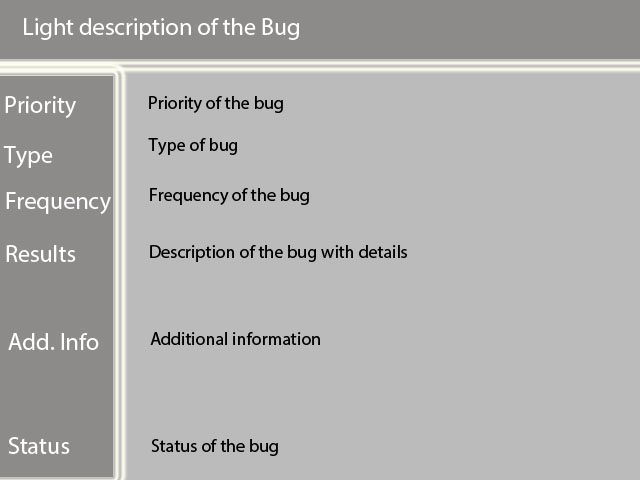 Light description of the Bug
Priority Priority of the bug
Type Type of bug
Frequency Frequency of the bug
Results Description of the bug with details
Add. Info Additional information
Status Status of the bug